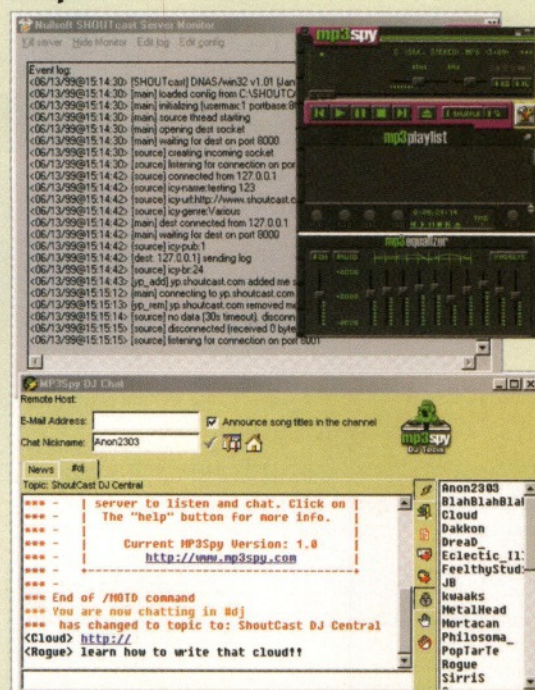 Nullsoft SHOUTcast Server Monitor
Kill server Hide Monitor Edit log Edit config
Event log:
<06/13/99@15:14:30> [SHOUTcast] DNAS/win32 v1.01 (Jan
<06/13/99@15:14:30> [main] loaded config from C:\SHOUTC
<06/13/99@15:14:30> [main] initializing (usermax:1 portbase:8
<06/13/99@15:14:30> [main] source thread starting
<06/13/99@15:14:30> [main] opening dest socket
<06/13/99@15:14:30> [main] waiting for dest on port 8000
<06/13/99@15:14:30> [source] creating incoming socket
<06/13/99@15:14:30> [source] listening for connection on por
<06/13/99@15:14:42> [source] connected from 127.0.0.1
<06/13/99@15:14:42> [source] icy-name:testing 123
<06/13/99@15:14:42> [source] icy-url:http://www.shoutcast.c
<06/13/99@15:14:42> [source] icy-genre:Various
<06/13/99@15:14:42> [main] dest connected from 127.0.0.1
<06/13/99@15:14:42> [main] waiting for dest on port 8000
<06/13/99@15:14:42> [source] icy-pub:1
<06/13/99@15:14:42> [dest: 127.0.0.1] sending log
<06/13/99@15:14:42> [source] icy-br:24
<06/13/99@15:14:43> [yp_add] yp.shoutcast.com added me s
<06/13/99@15:15:12> [main] connecting to yp.shoutcast.com
<06/13/99@15:15:13> [yp_rem] yp.shoutcast.com removed me
<06/13/99@15:15:14> [source] no data (30s timeout), disconn
<06/13/99@15:15:15> [source] disconnected (received 0 byte
<06/13/99@15:15:15> [source] listening for connection on port 8001
mp3spy
SHUFFLE
mp3playlist
mp3equalizer
MP3Spy DJ Chat
Remote Host:
E-Mail Address:
Announce song titles in the channel
Chat Nickname: Anon2303
mp3spy
News #dj
Topic: ShoutCast DJ Central
*** - | server to listen and chat. Click on |
*** - | The "help" button for more info. |
*** - | |
*** - | Current MP3Spy Version: 1.0 |
*** - | http://www.mp3spy.com |
*** - +----------------------------------------+
*** -
*** End of /MOTD command
*** You are now chatting in #dj
*** has changed to topic to: ShoutCast DJ Central
<Cloud> http://
<Rogue> learn how to write that cloud!!
Anon2303
BlahBlahBla
Cloud
Dakkon
DreaD_
Eclectic_Il
FeelthyStud
JB
kwaaks
MetalHead
Mortacan
Philosoma_
PopTarTe
Rogue
SirriS